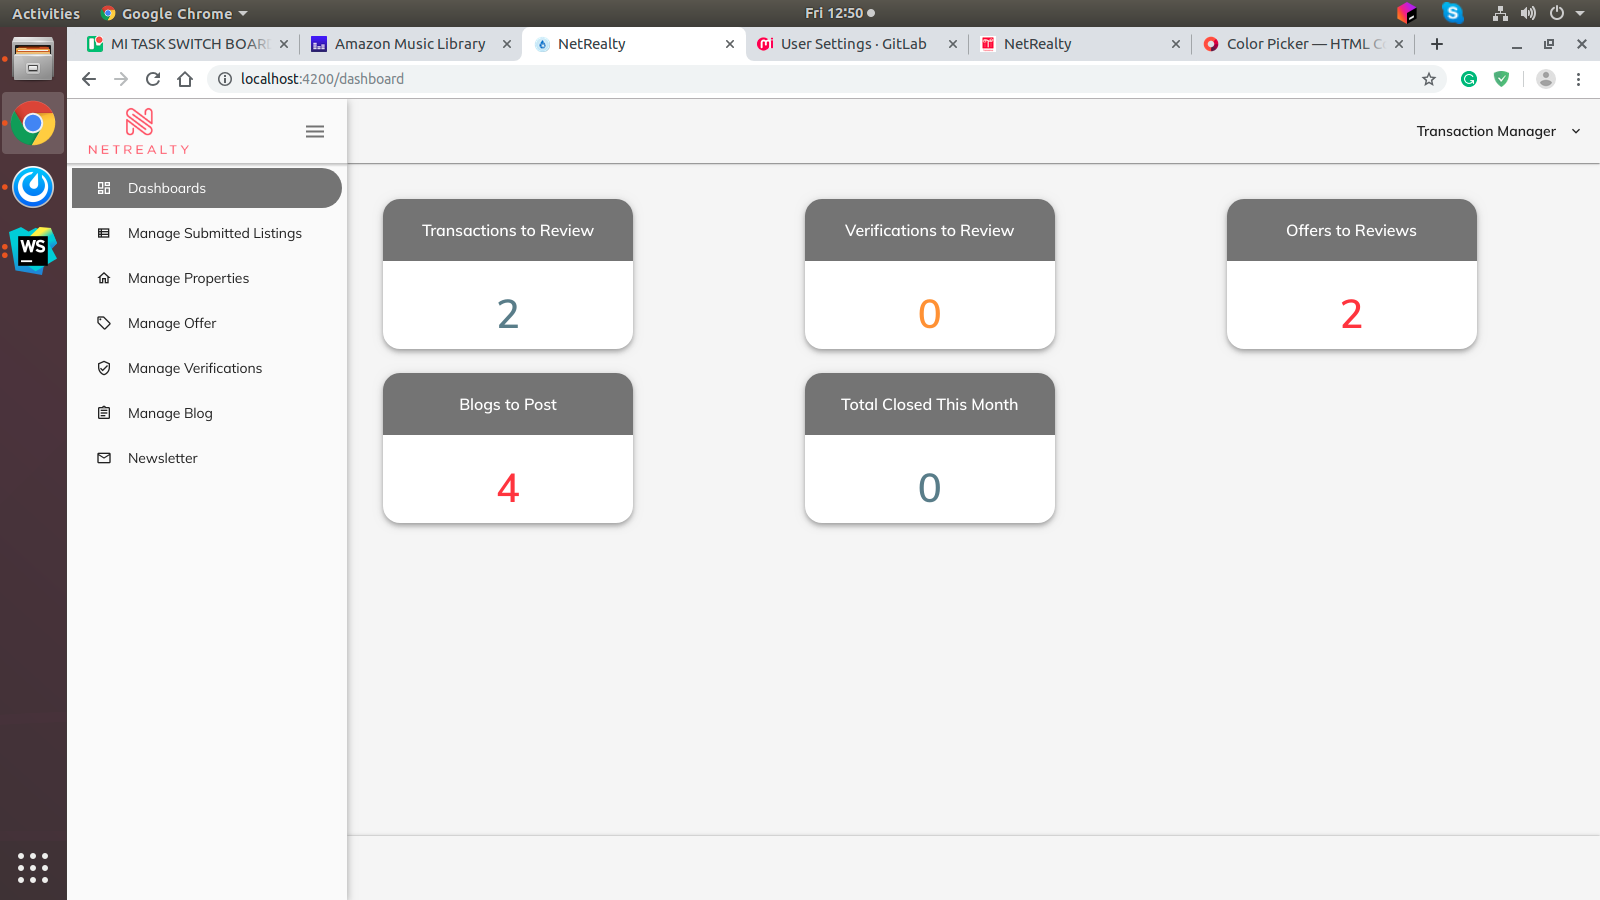 Activities
Google Chrome
Fri 12:50
MI TASK SWITCH BOAR
Amazon Music Library
NetRealty
User Settings · GitLab
NetRealty
Color Picker — HTML C
localhost:4200/dashboard
NETREALTY
Transaction Manager
Dashboards
Manage Submitted Listings
Manage Properties
Manage Offer
Manage Verifications
Manage Blog
Newsletter
Transactions to Review
2
Verifications to Review
0
Offers to Reviews
2
Blogs to Post
4
Total Closed This Month
0
WS